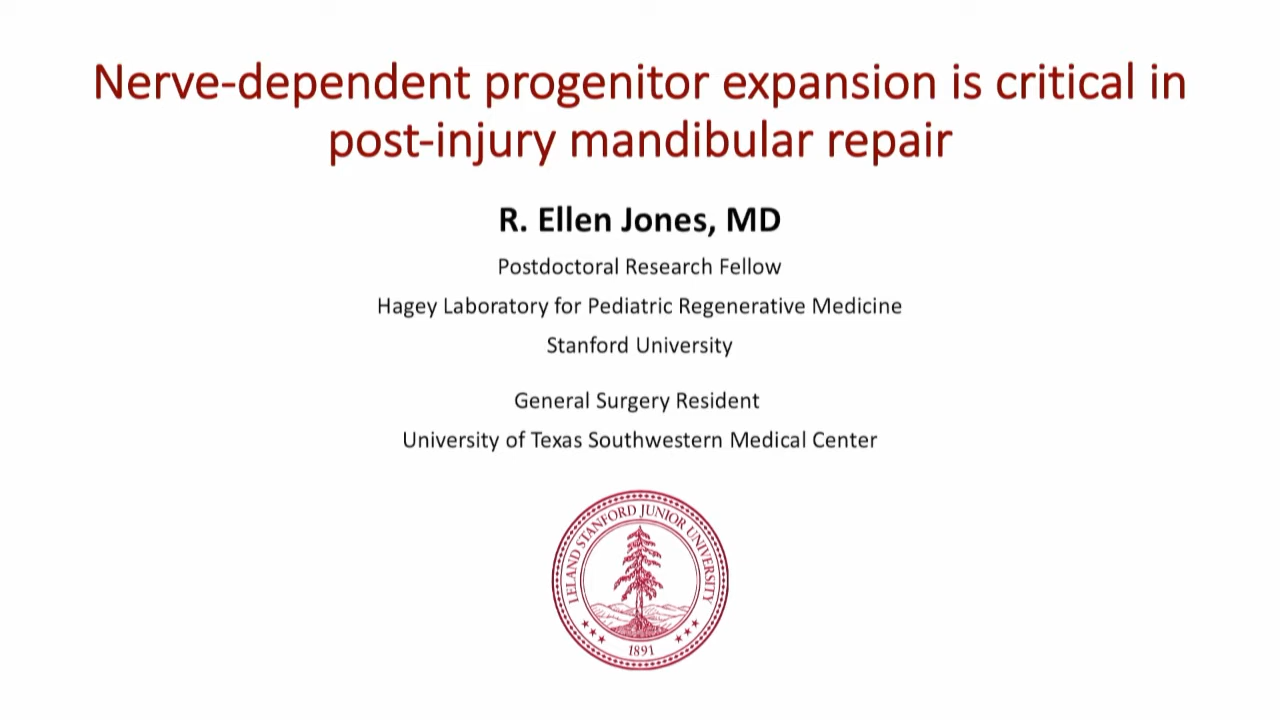 Nerve-dependent progenitor expansion is critical in
post-injury mandibular repair
R. Ellen Jones, MD
Postdoctoral Research Fellow
Hagey Laboratory for Pediatric Regenerative Medicine
Stanford University
General Surgery Resident
University of Texas Southwestern Medical Center
LELAND STANFORD JUNIOR UNIVERSITY
1891